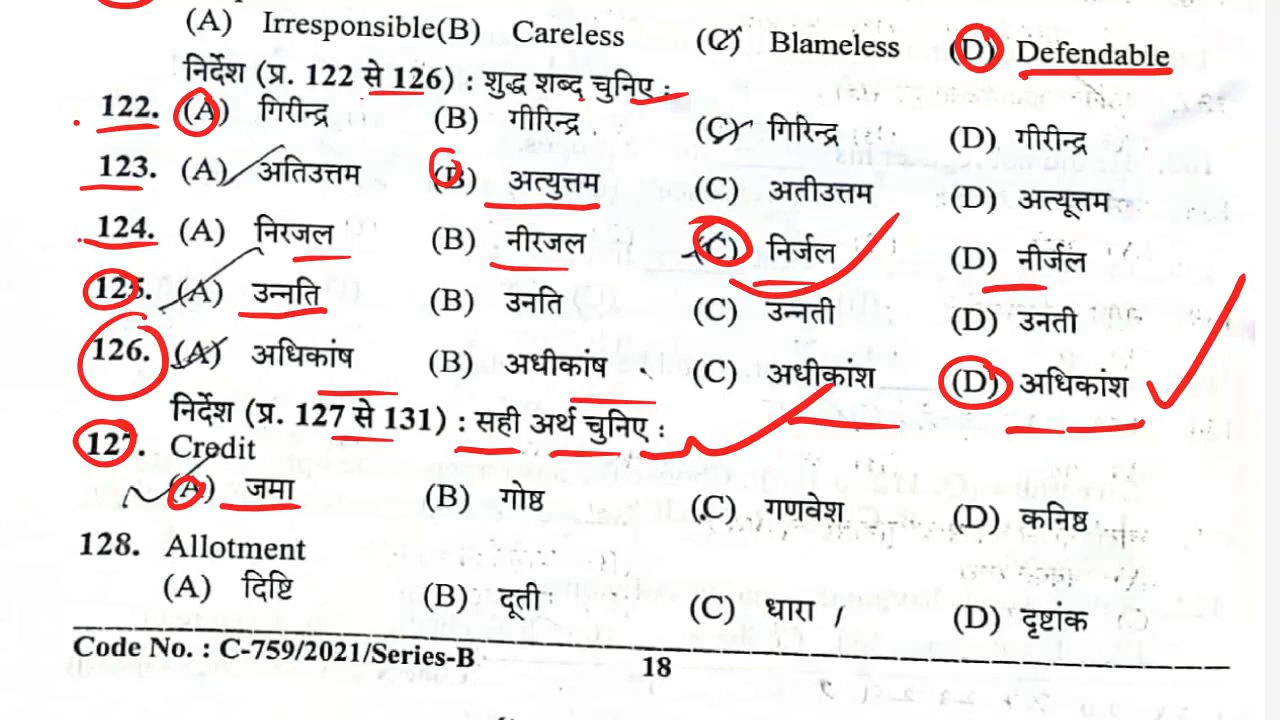 (A) Irresponsible(B) Careless (C) Blameless (D) Defendable
निर्देश (प्र. 122 से 126) : शुद्ध शब्द चुनिए :
122. (A) गिरीन्द्र (B) गीरिन्द्र (C) गिरिन्द्र (D) गीरीन्द्र
123. (A) अतिउत्तम (B) अत्युत्तम (C) अतीउत्तम (D) अत्यूत्तम
124. (A) निरजल (B) नीरजल (C) निर्जल (D) नीर्जल
125. (A) उन्नति (B) उनति (C) उन्नती (D) उनती
126. (A) अधिकांष (B) अधीकांष (C) अधीकांश (D) अधिकांश
निर्देश (प्र. 127 से 131) : सही अर्थ चुनिए :
127. Credit
(A) जमा (B) गोष्ठ (C) गणवेश (D) कनिष्ठ
128. Allotment
(A) दिष्टि (B) दूती (C) धारा (D) दृष्टांक
Code No. : C-759/2021/Series-B 18